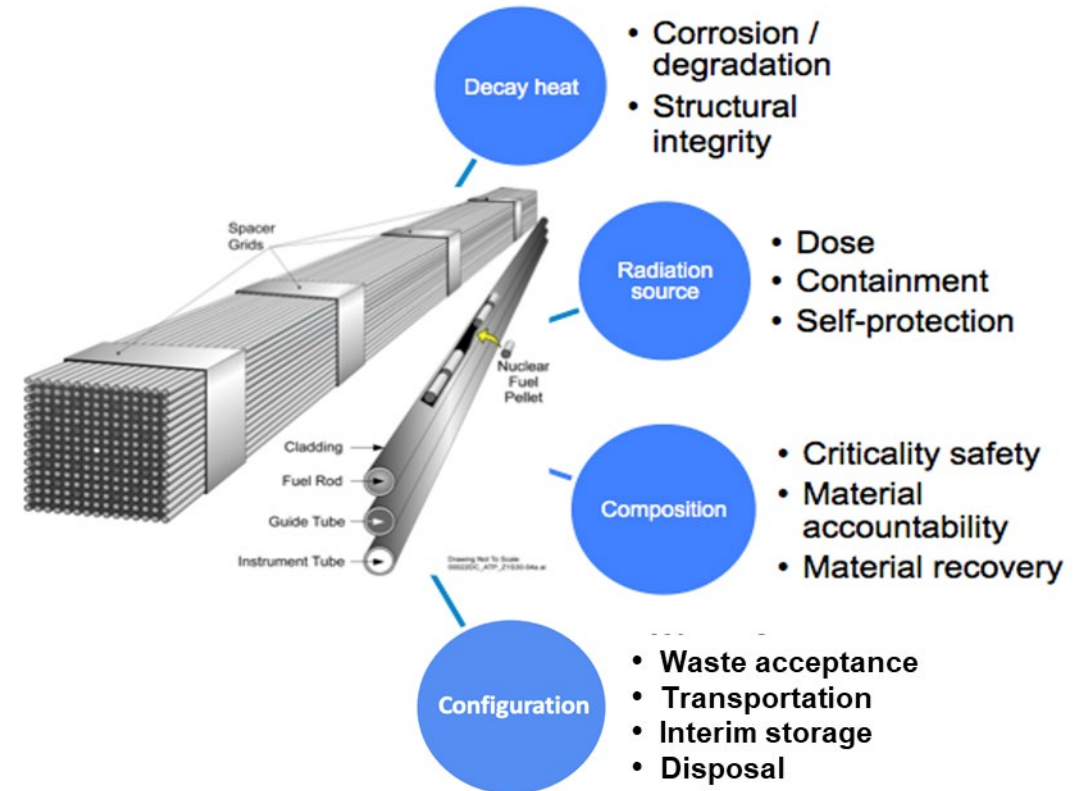 Decay heat
• Corrosion /
degradation
• Structural
integrity
Spacer
Grids
Radiation
source
• Dose
• Containment
• Self-protection
Nuclear
Fuel
Pellet
Cladding
Fuel Rod
Guide Tube
Instrument Tube
Drawing Not To Scale
Composition
• Criticality safety
• Material
accountability
• Material recovery
Configuration
• Waste acceptance
• Transportation
• Interim storage
• Disposal